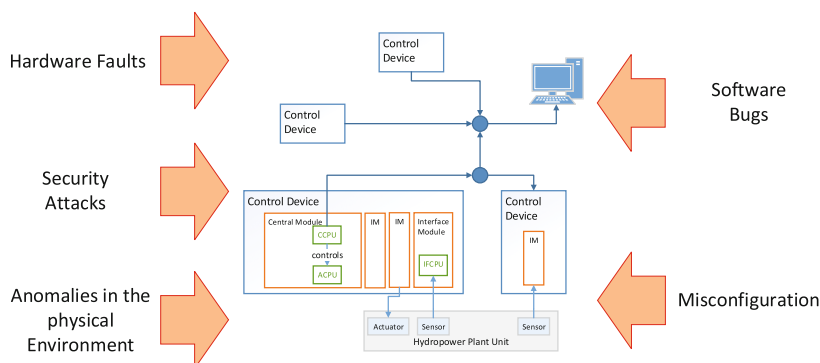 Hardware Faults
Security
Attacks
Anomalies in the
physical
Environment
Control
Device
Control
Device
Control Device
Central Module
CCPU
controls
ACPU
IM
IM
Interface
Module
IFCPU
Control
Device
IM
Actuator
Sensor
Sensor
Hydropower Plant Unit
Software
Bugs
Misconfiguration